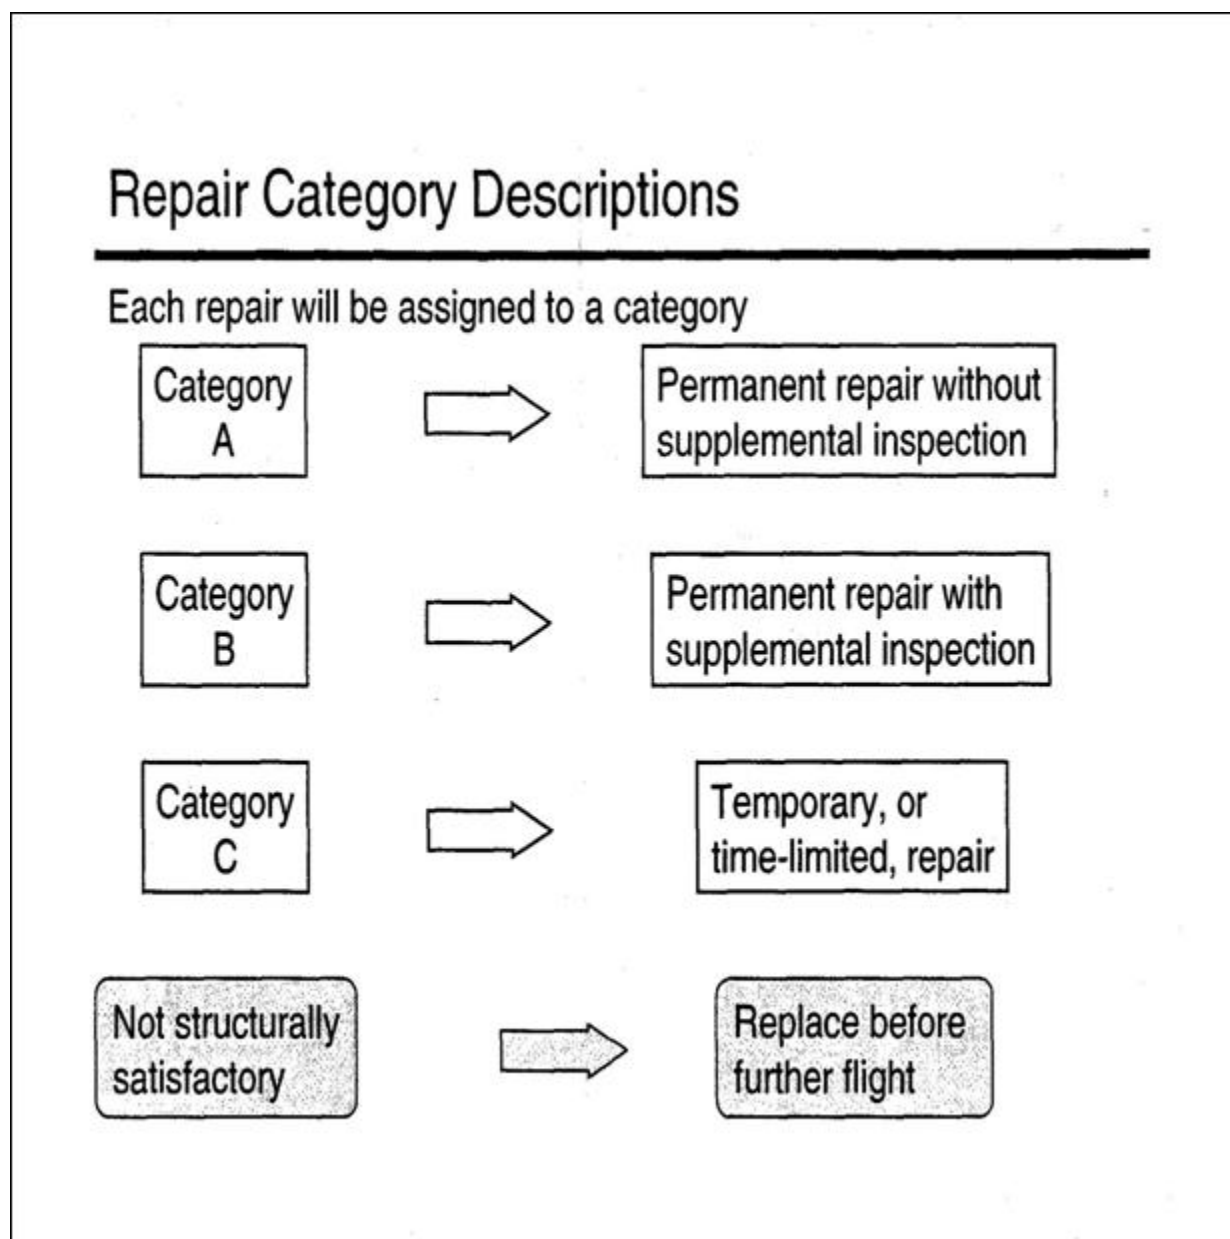 Repair Category Descriptions
Each repair will be assigned to a category
Category
A
Permanent repair without
supplemental inspection
Category
B
Permanent repair with
supplemental inspection
Category
C
Temporary, or
time-limited, repair
Not structurally
satisfactory
Replace before
further flight